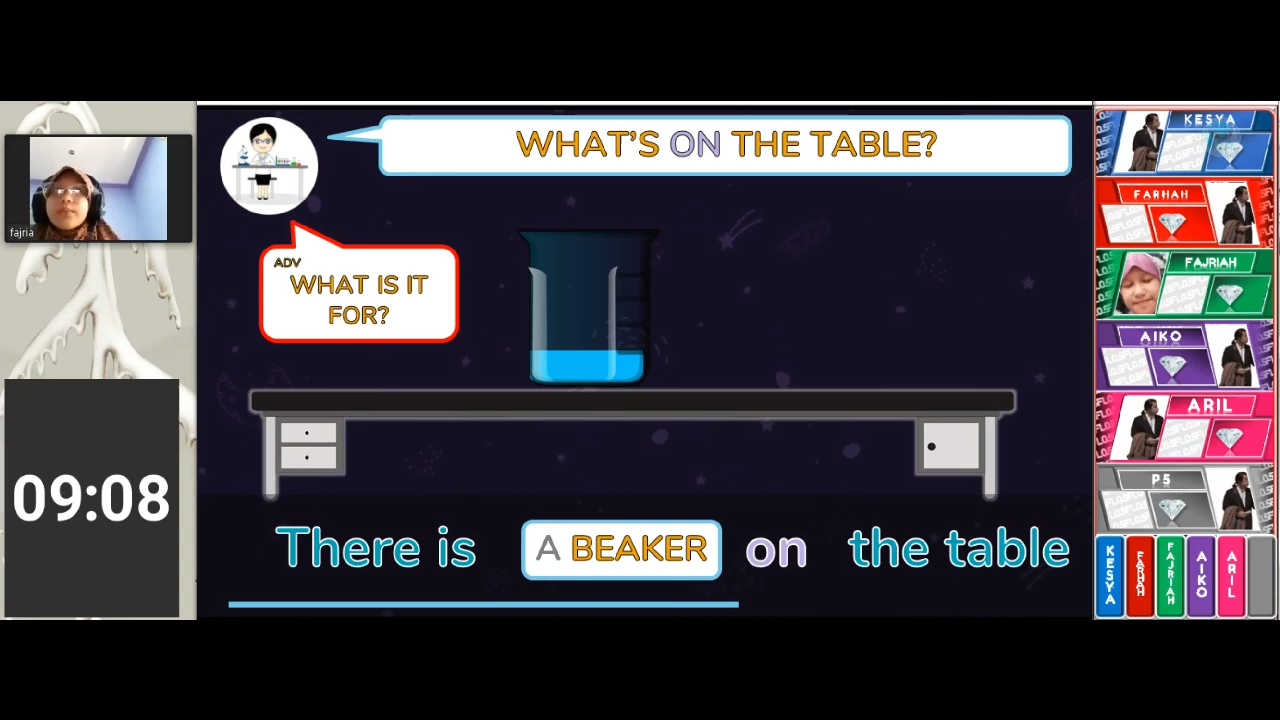 WHAT'S ON THE TABLE?
fajria
ADV
WHAT IS IT
FOR?
09:08
There is A BEAKER on the table
KESYA
FARHAH
FAJRIAH
AIKO
ARIL
P5
KESYA
FARHAH
FAJRIAH
AIKO
ARIL